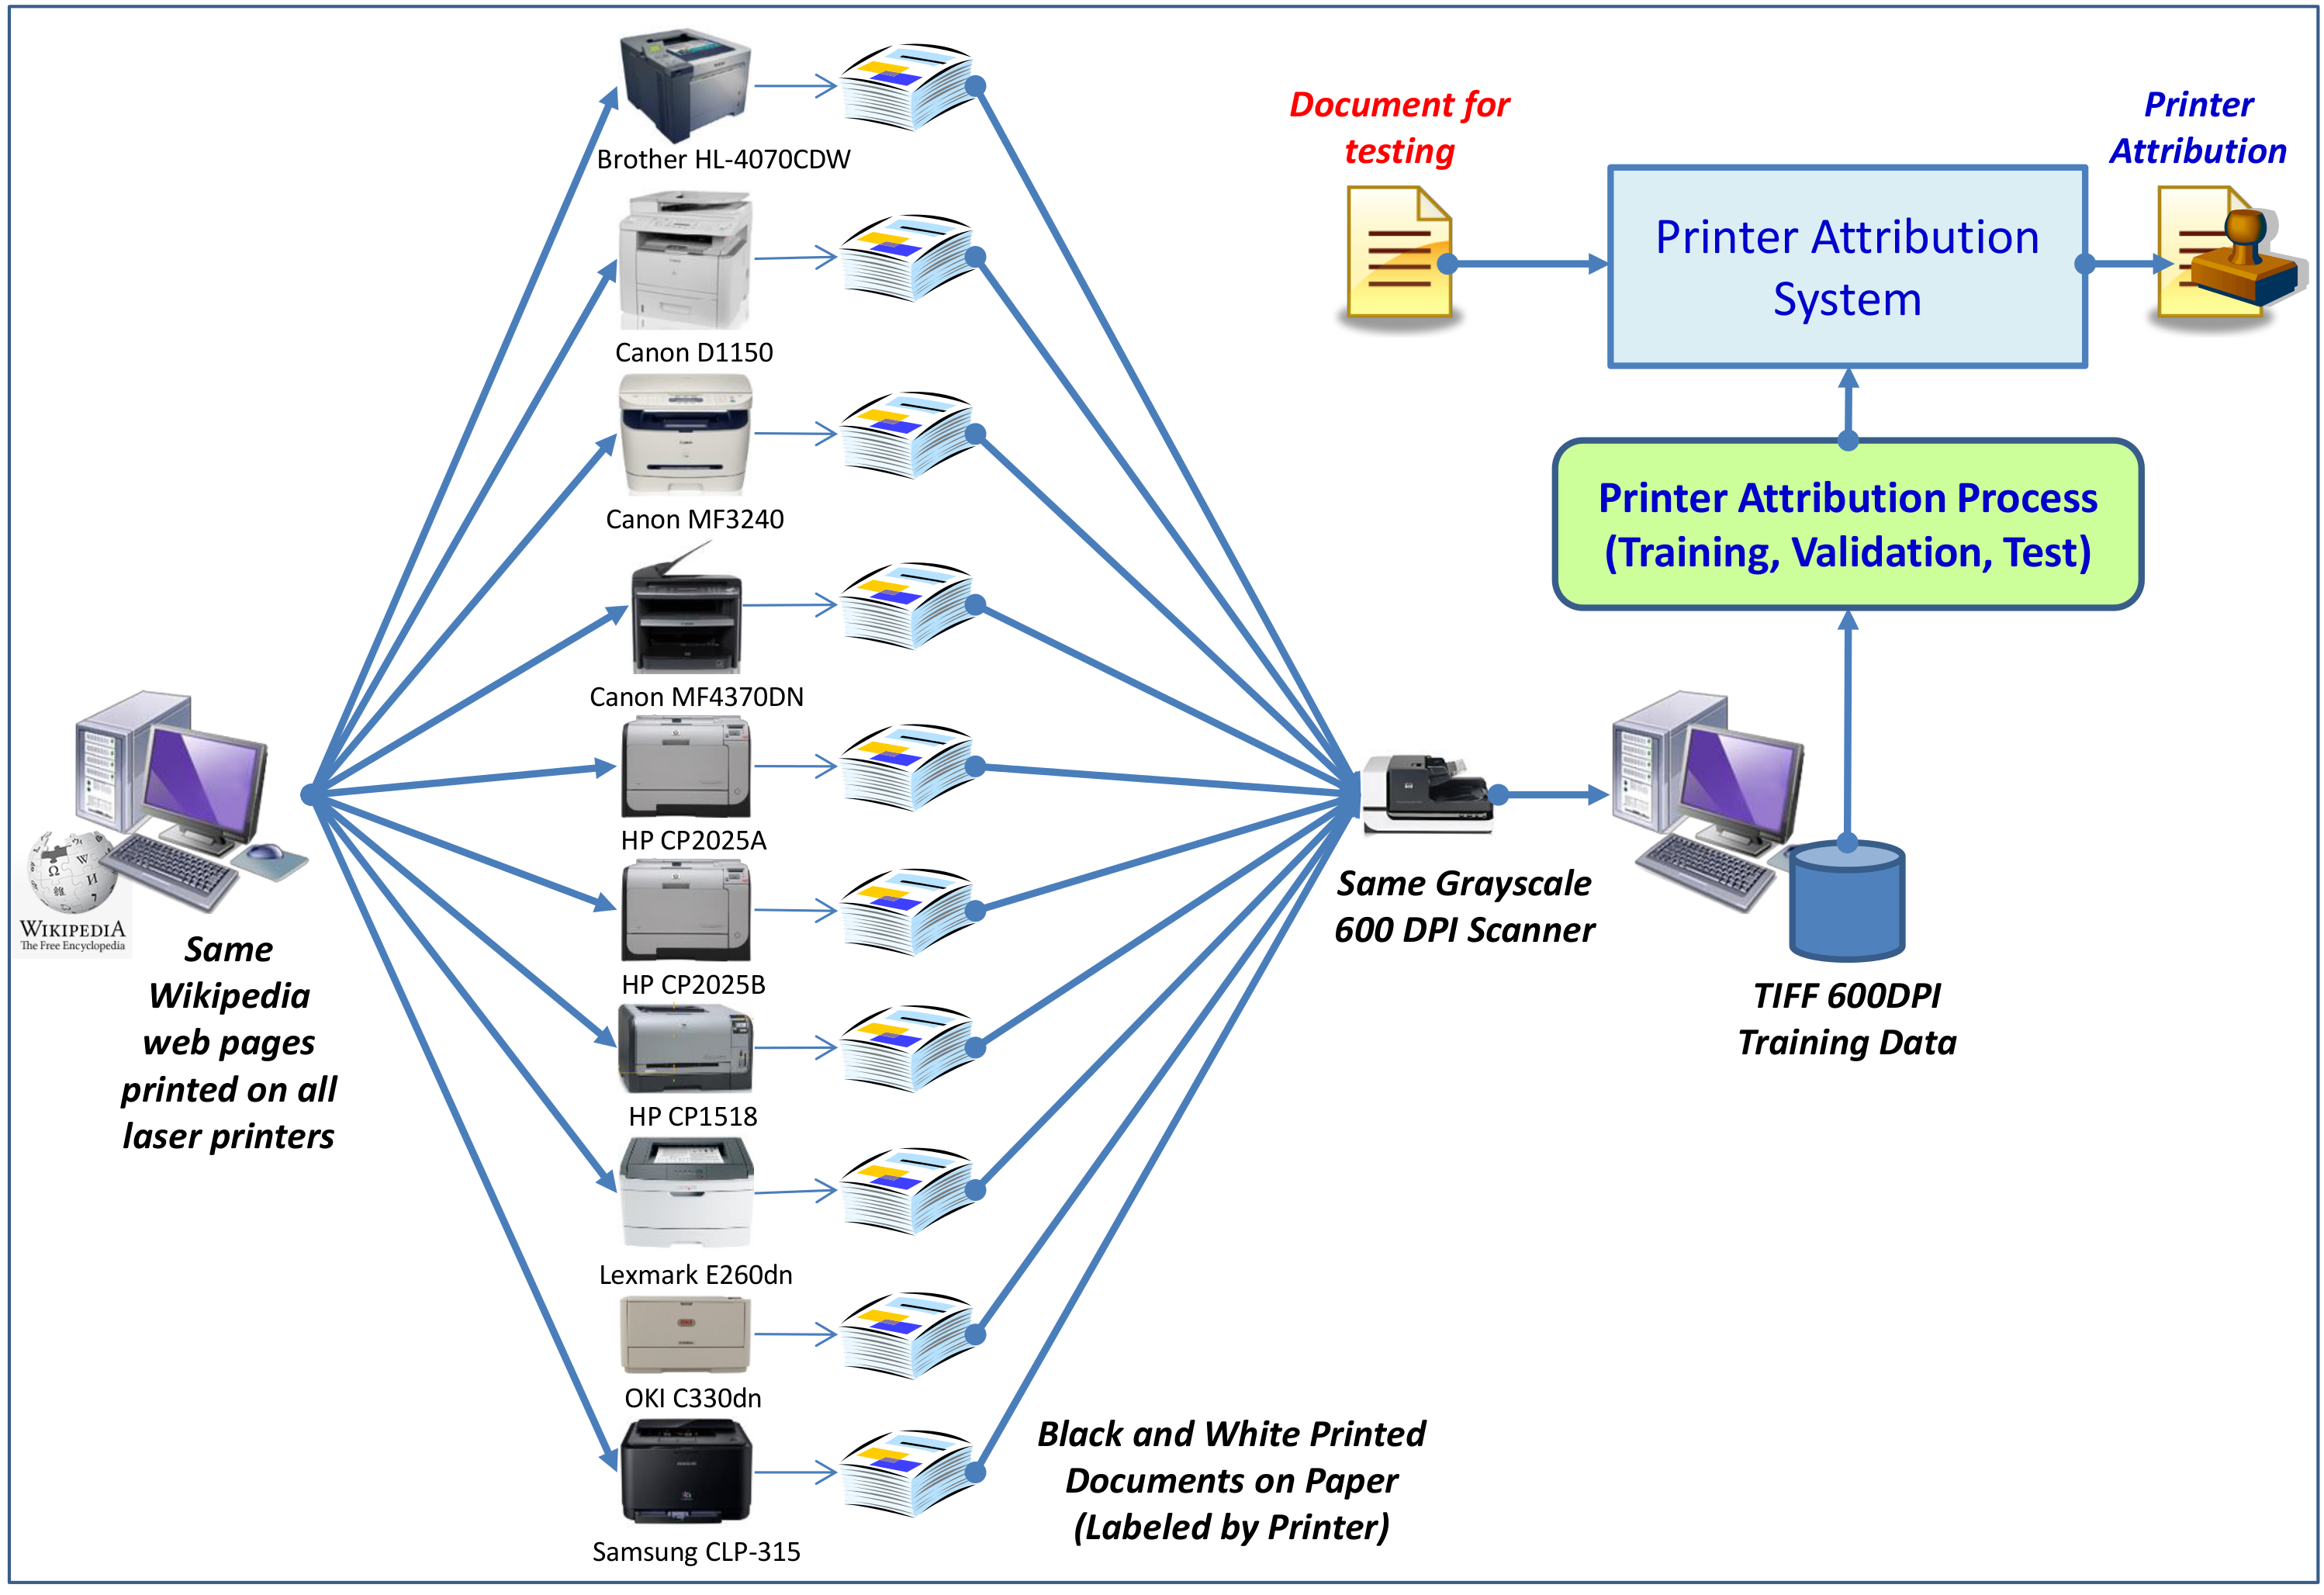 Brother HL-4070CDW
Canon D1150
Canon MF3240
Canon MF4370DN
HP CP2025A
HP CP2025B
HP CP1518
Lexmark E260dn
OKI C330dn
Samsung CLP-315
WIKIPEDIA
The Free Encyclopedia
Same
Wikipedia
web pages
printed on all
laser printers
Black and White Printed
Documents on Paper
(Labeled by Printer)
Same Grayscale
600 DPI Scanner
TIFF 600DPI
Training Data
Printer Attribution Process
(Training, Validation, Test)
Document for
testing
Printer Attribution
System
Printer
Attribution